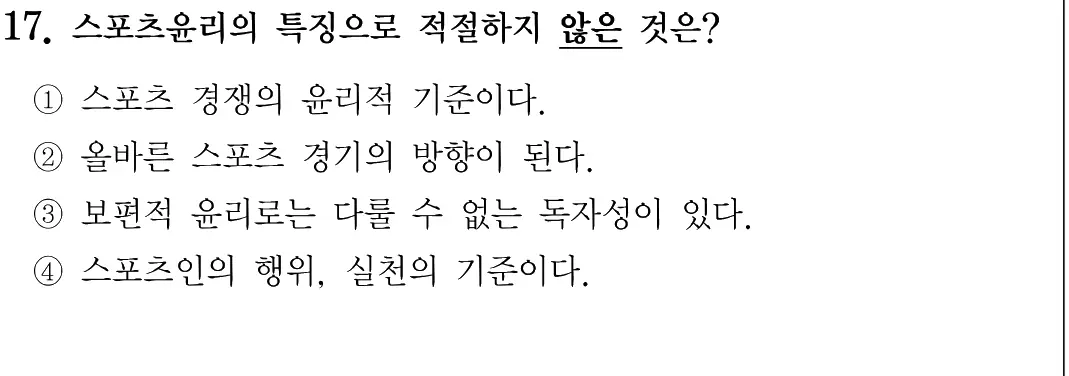 17. 스포츠윤리의 특징으로 적절하지 않은 것은?
① 스포츠 경쟁의 윤리적 기준이다.
② 올바른 스포츠 경기의 방향이 된다.
③ 보편적 윤리로는 다룰 수 없는 독자성이 있다.
④ 스포츠인의 행위, 실천의 기준이다.